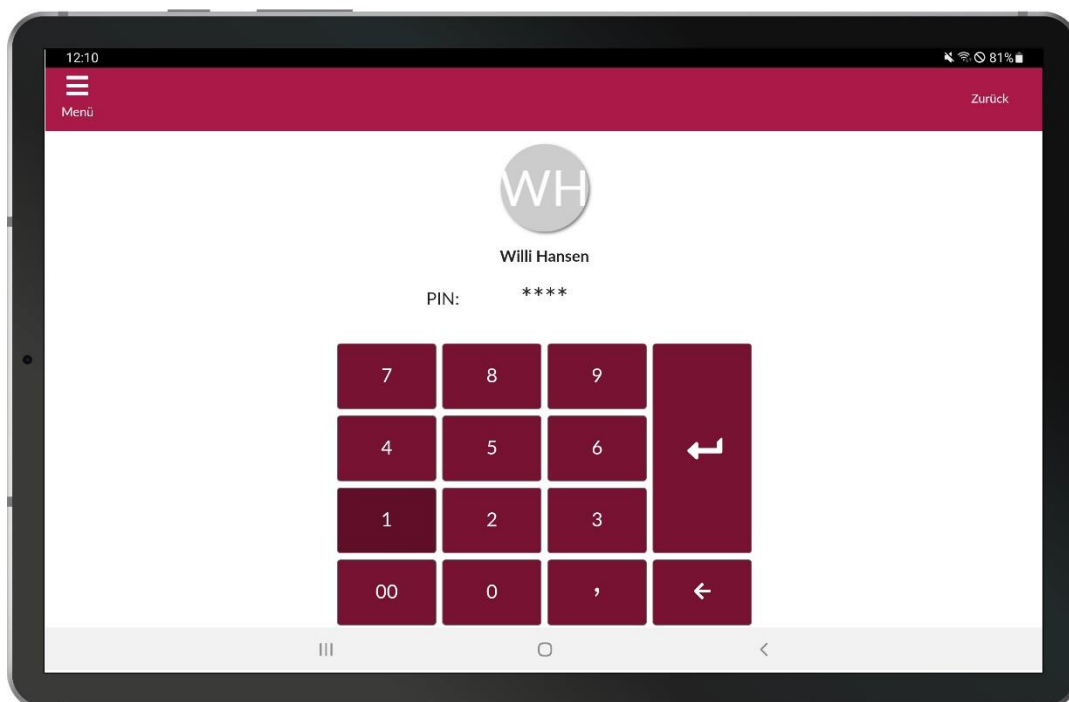 12:10 81%
Menü Zurück
WH
Willi Hansen
PIN: ****
7 8 9
4 5 6
1 2 3
00 0 ,